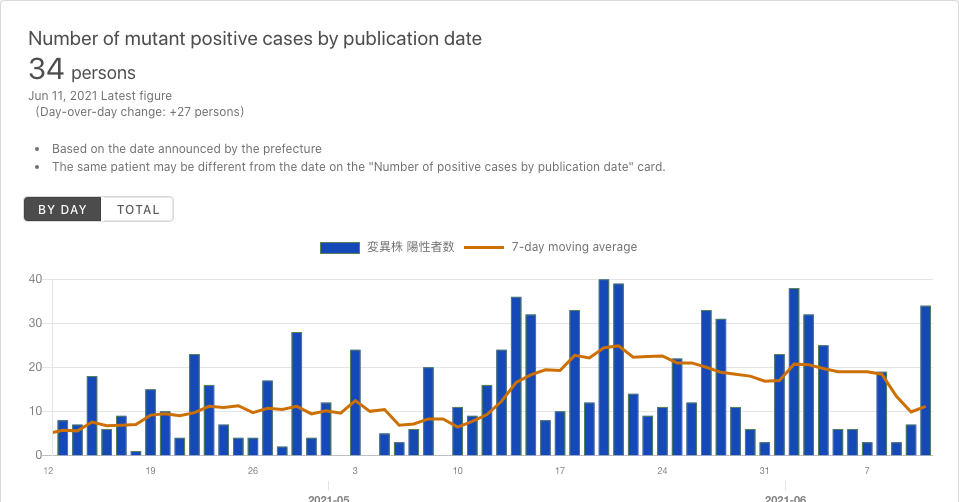 Number of mutant positive cases by publication date
34 persons
Jun 11, 2021 Latest figure
(Day-over-day change: +27 persons)
• Based on the date announced by the prefecture
• The same patient may be different from the date on the "Number of positive cases by publication date" card.
BY DAY TOTAL
変異株 陽性者数 7-day moving average
40
30
20
10
0
12 19 26 3 10 17 24 31 7
2021-05 2021-06